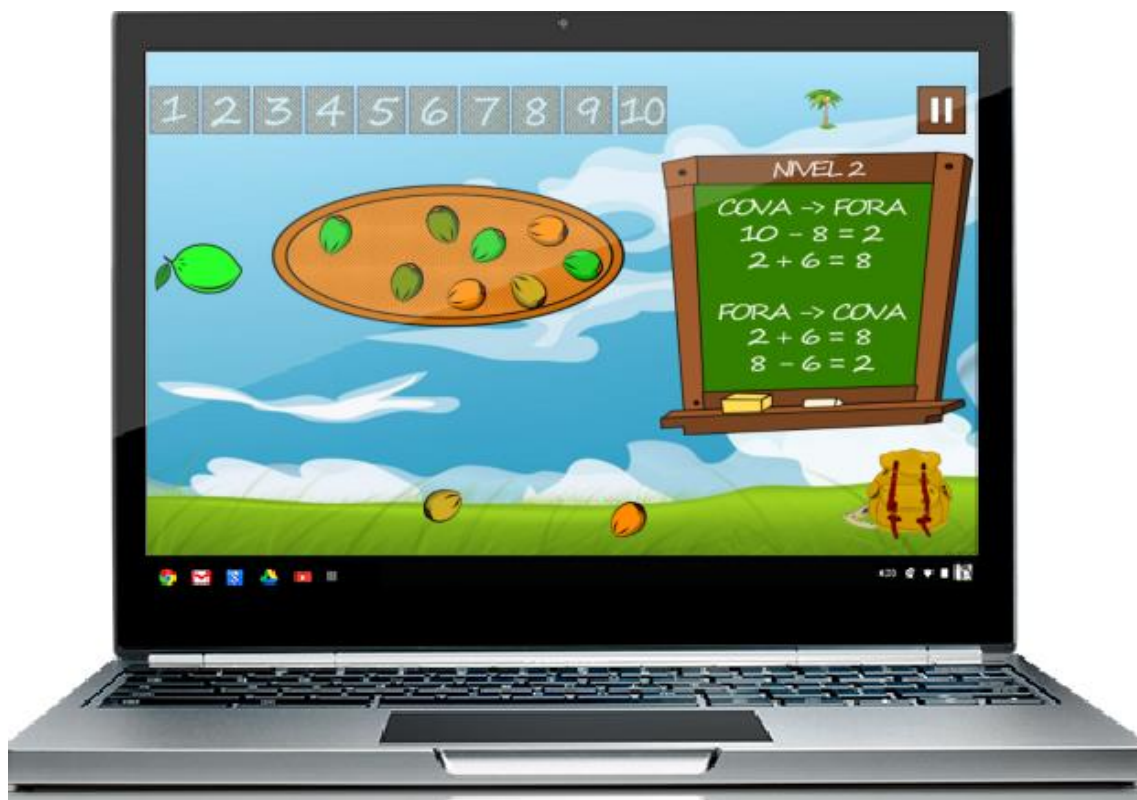 1 2 3 4 5 6 7 8 9 10
NIVEL 2
COVA -> FORA
10 - 8 = 2
2 + 6 = 8
FORA -> COVA
2 + 6 = 8
8 - 6 = 2